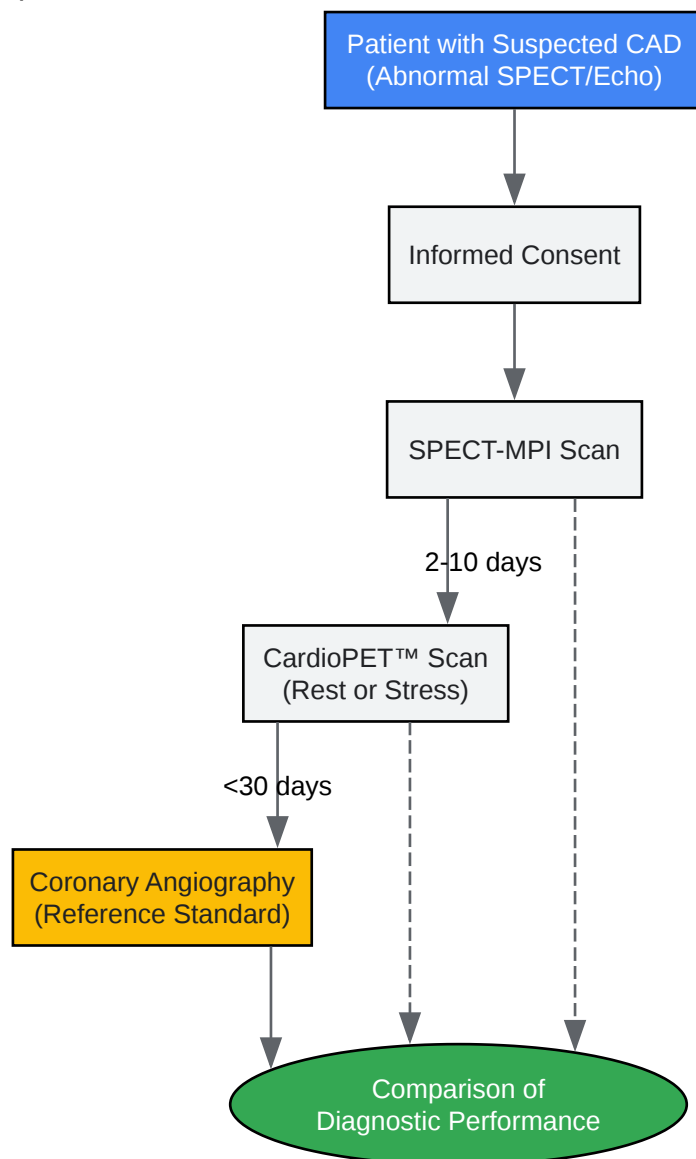 Patient with Suspected CAD
(Abnormal SPECT/Echo)
Informed Consent
SPECT-MPI Scan
2-10 days
CardioPET™ Scan
(Rest or Stress)
<30 days
Coronary Angiography
(Reference Standard)
Comparison of
Diagnostic Performance